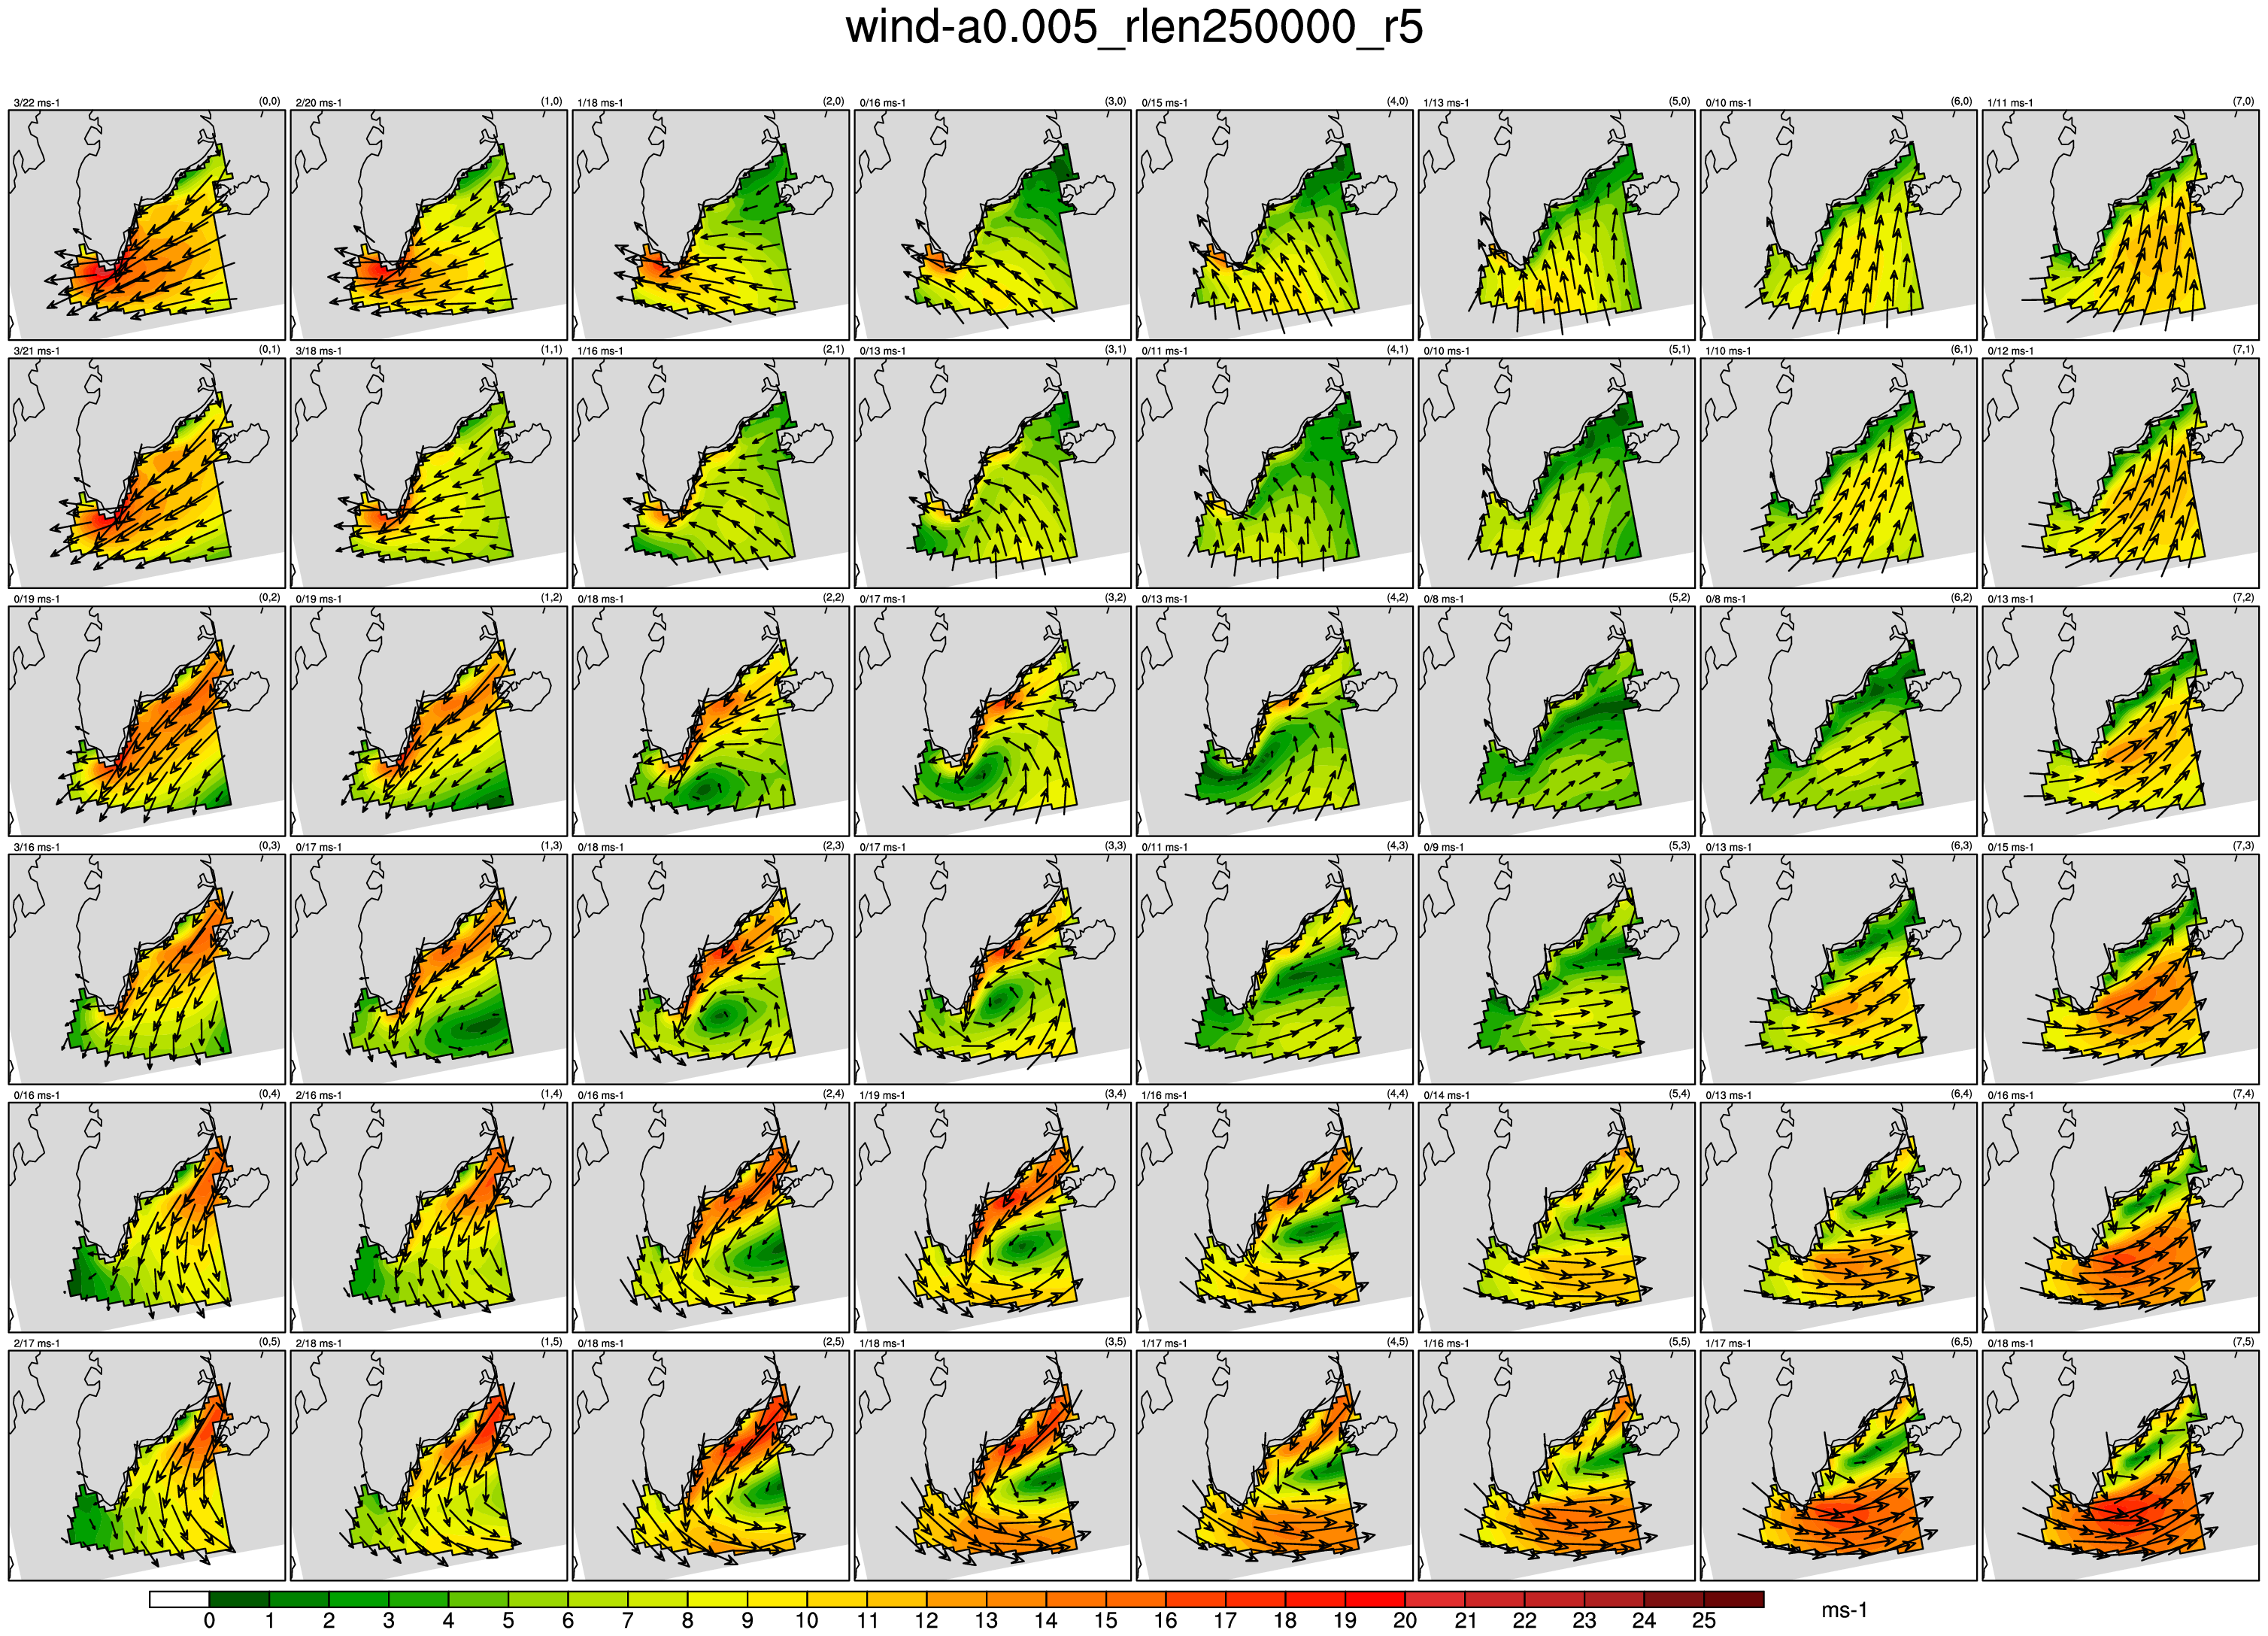 wind-a0.005_rlen250000_r5
3/22 ms-1 (0,0) 2/20 ms-1 (1,0) 1/18 ms-1 (2,0) 0/16 ms-1 (3,0) 0/15 ms-1 (4,0) 1/13 ms-1 (5,0) 0/10 ms-1 (6,0) 1/11 ms-1 (7,0)
3/21 ms-1 (0,1) 3/18 ms-1 (1,1) 1/16 ms-1 (2,1) 0/13 ms-1 (3,1) 0/11 ms-1 (4,1) 0/10 ms-1 (5,1) 1/10 ms-1 (6,1) 0/12 ms-1 (7,1)
0/19 ms-1 (0,2) 0/19 ms-1 (1,2) 0/18 ms-1 (2,2) 0/17 ms-1 (3,2) 0/13 ms-1 (4,2) 0/8 ms-1 (5,2) 0/8 ms-1 (6,2) 0/13 ms-1 (7,2)
3/16 ms-1 (0,3) 0/17 ms-1 (1,3) 0/18 ms-1 (2,3) 0/17 ms-1 (3,3) 0/11 ms-1 (4,3) 0/9 ms-1 (5,3) 0/13 ms-1 (6,3) 0/15 ms-1 (7,3)
0/16 ms-1 (0,4) 2/16 ms-1 (1,4) 0/16 ms-1 (2,4) 1/19 ms-1 (3,4) 1/16 ms-1 (4,4) 0/14 ms-1 (5,4) 0/13 ms-1 (6,4) 0/16 ms-1 (7,4)
2/17 ms-1 (0,5) 2/18 ms-1 (1,5) 0/18 ms-1 (2,5) 1/18 ms-1 (3,5) 1/17 ms-1 (4,5) 1/16 ms-1 (5,5) 1/17 ms-1 (6,5) 0/18 ms-1 (7,5)
0 1 2 3 4 5 6 7 8 9 10 11 12 13 14 15 16 17 18 19 20 21 22 23 24 25 ms-1